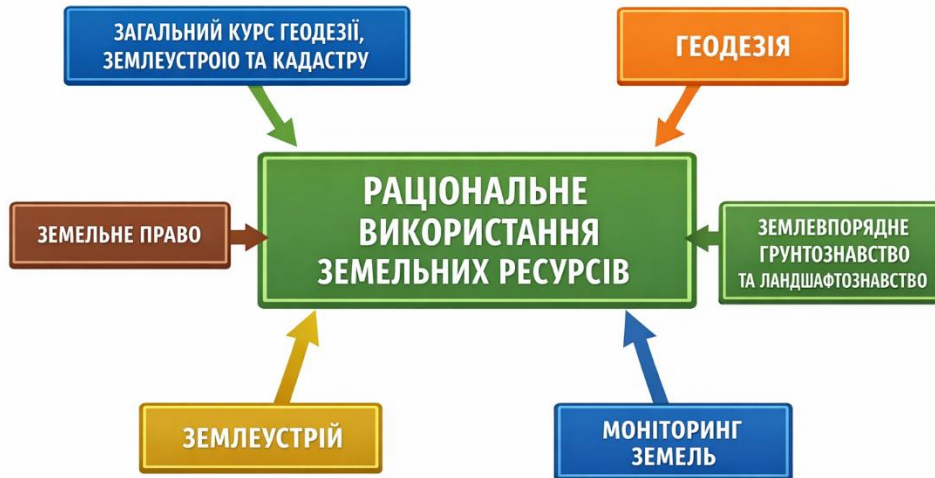 ЗАГАЛЬНИЙ КУРС ГЕОДЕЗІЇ,
ЗЕМЛЕУСТРОЮ ТА КАДАСТРУ
ГЕОДЕЗІЯ
РАЦІОНАЛЬНЕ
ВИКОРИСТАННЯ
ЗЕМЕЛЬНИХ РЕСУРСІВ
ЗЕМЕЛЬНЕ ПРАВО
ЗЕМЛЕВПОРЯДНЕ
ГРУНТОЗНАВСТВО
ТА ЛАНДШАФТОЗНАВСТВО
ЗЕМЛЕУСТРІЙ
МОНІТОРИНГ
ЗЕМЕЛЬ